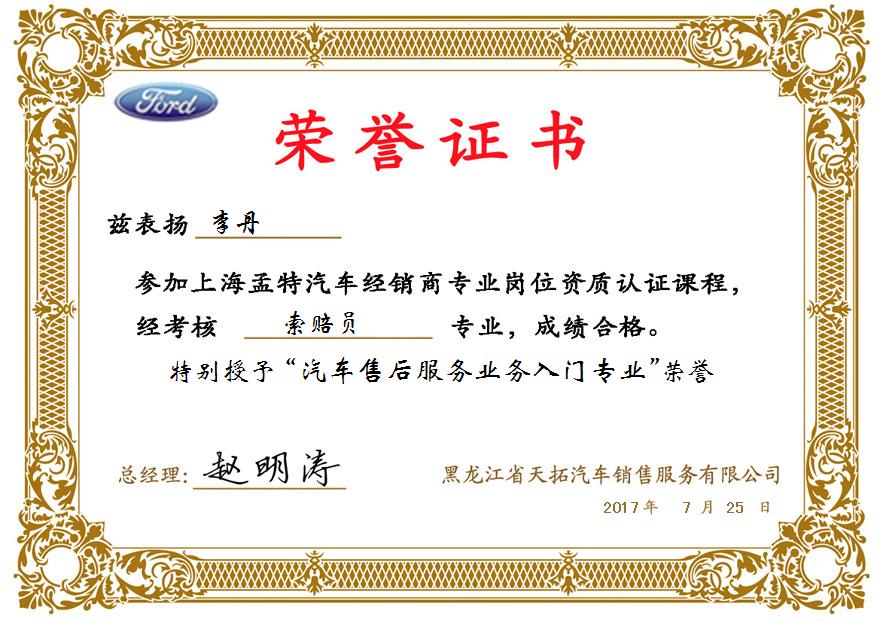 Ford
荣誉证书
兹表扬 李丹
参加上海孟特汽车经销商专业岗位资质认证课程，
经考核 索赔员 专业，成绩合格。
特别授予“汽车售后服务业务入门专业”荣誉
总经理: 赵明涛
黑龙江省天拓汽车销售服务有限公司
2017年 7 月 25 日